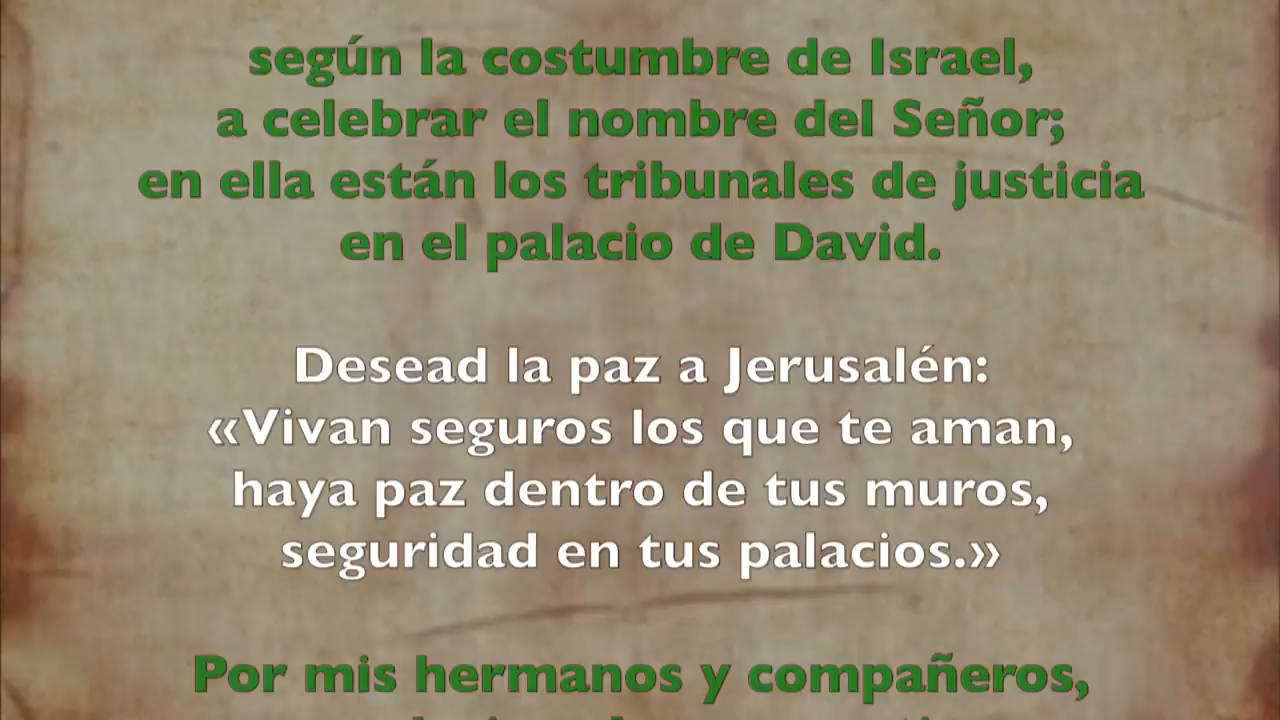 según la costumbre de Israel,
a celebrar el nombre del Señor;
en ella están los tribunales de justicia
en el palacio de David.
Desead la paz a Jerusalén:
«Vivan seguros los que te aman,
haya paz dentro de tus muros,
seguridad en tus palacios.»
Por mis hermanos y compañeros,